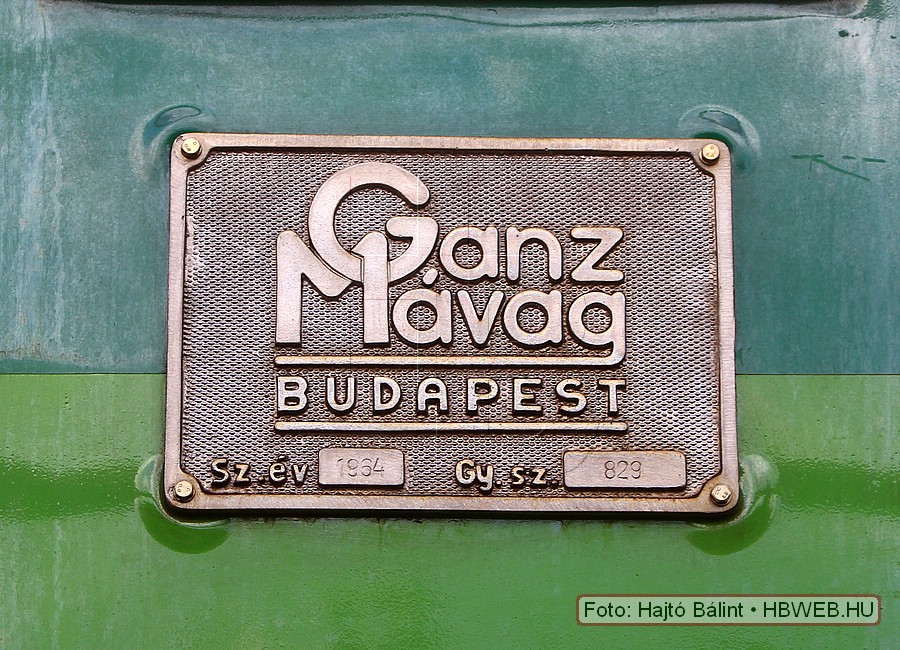 Ganz
Mávag
BUDAPEST
Sz. év 1964 Gy. sz. 829
Foto: Hajtó Bálint • HBWEB.HU